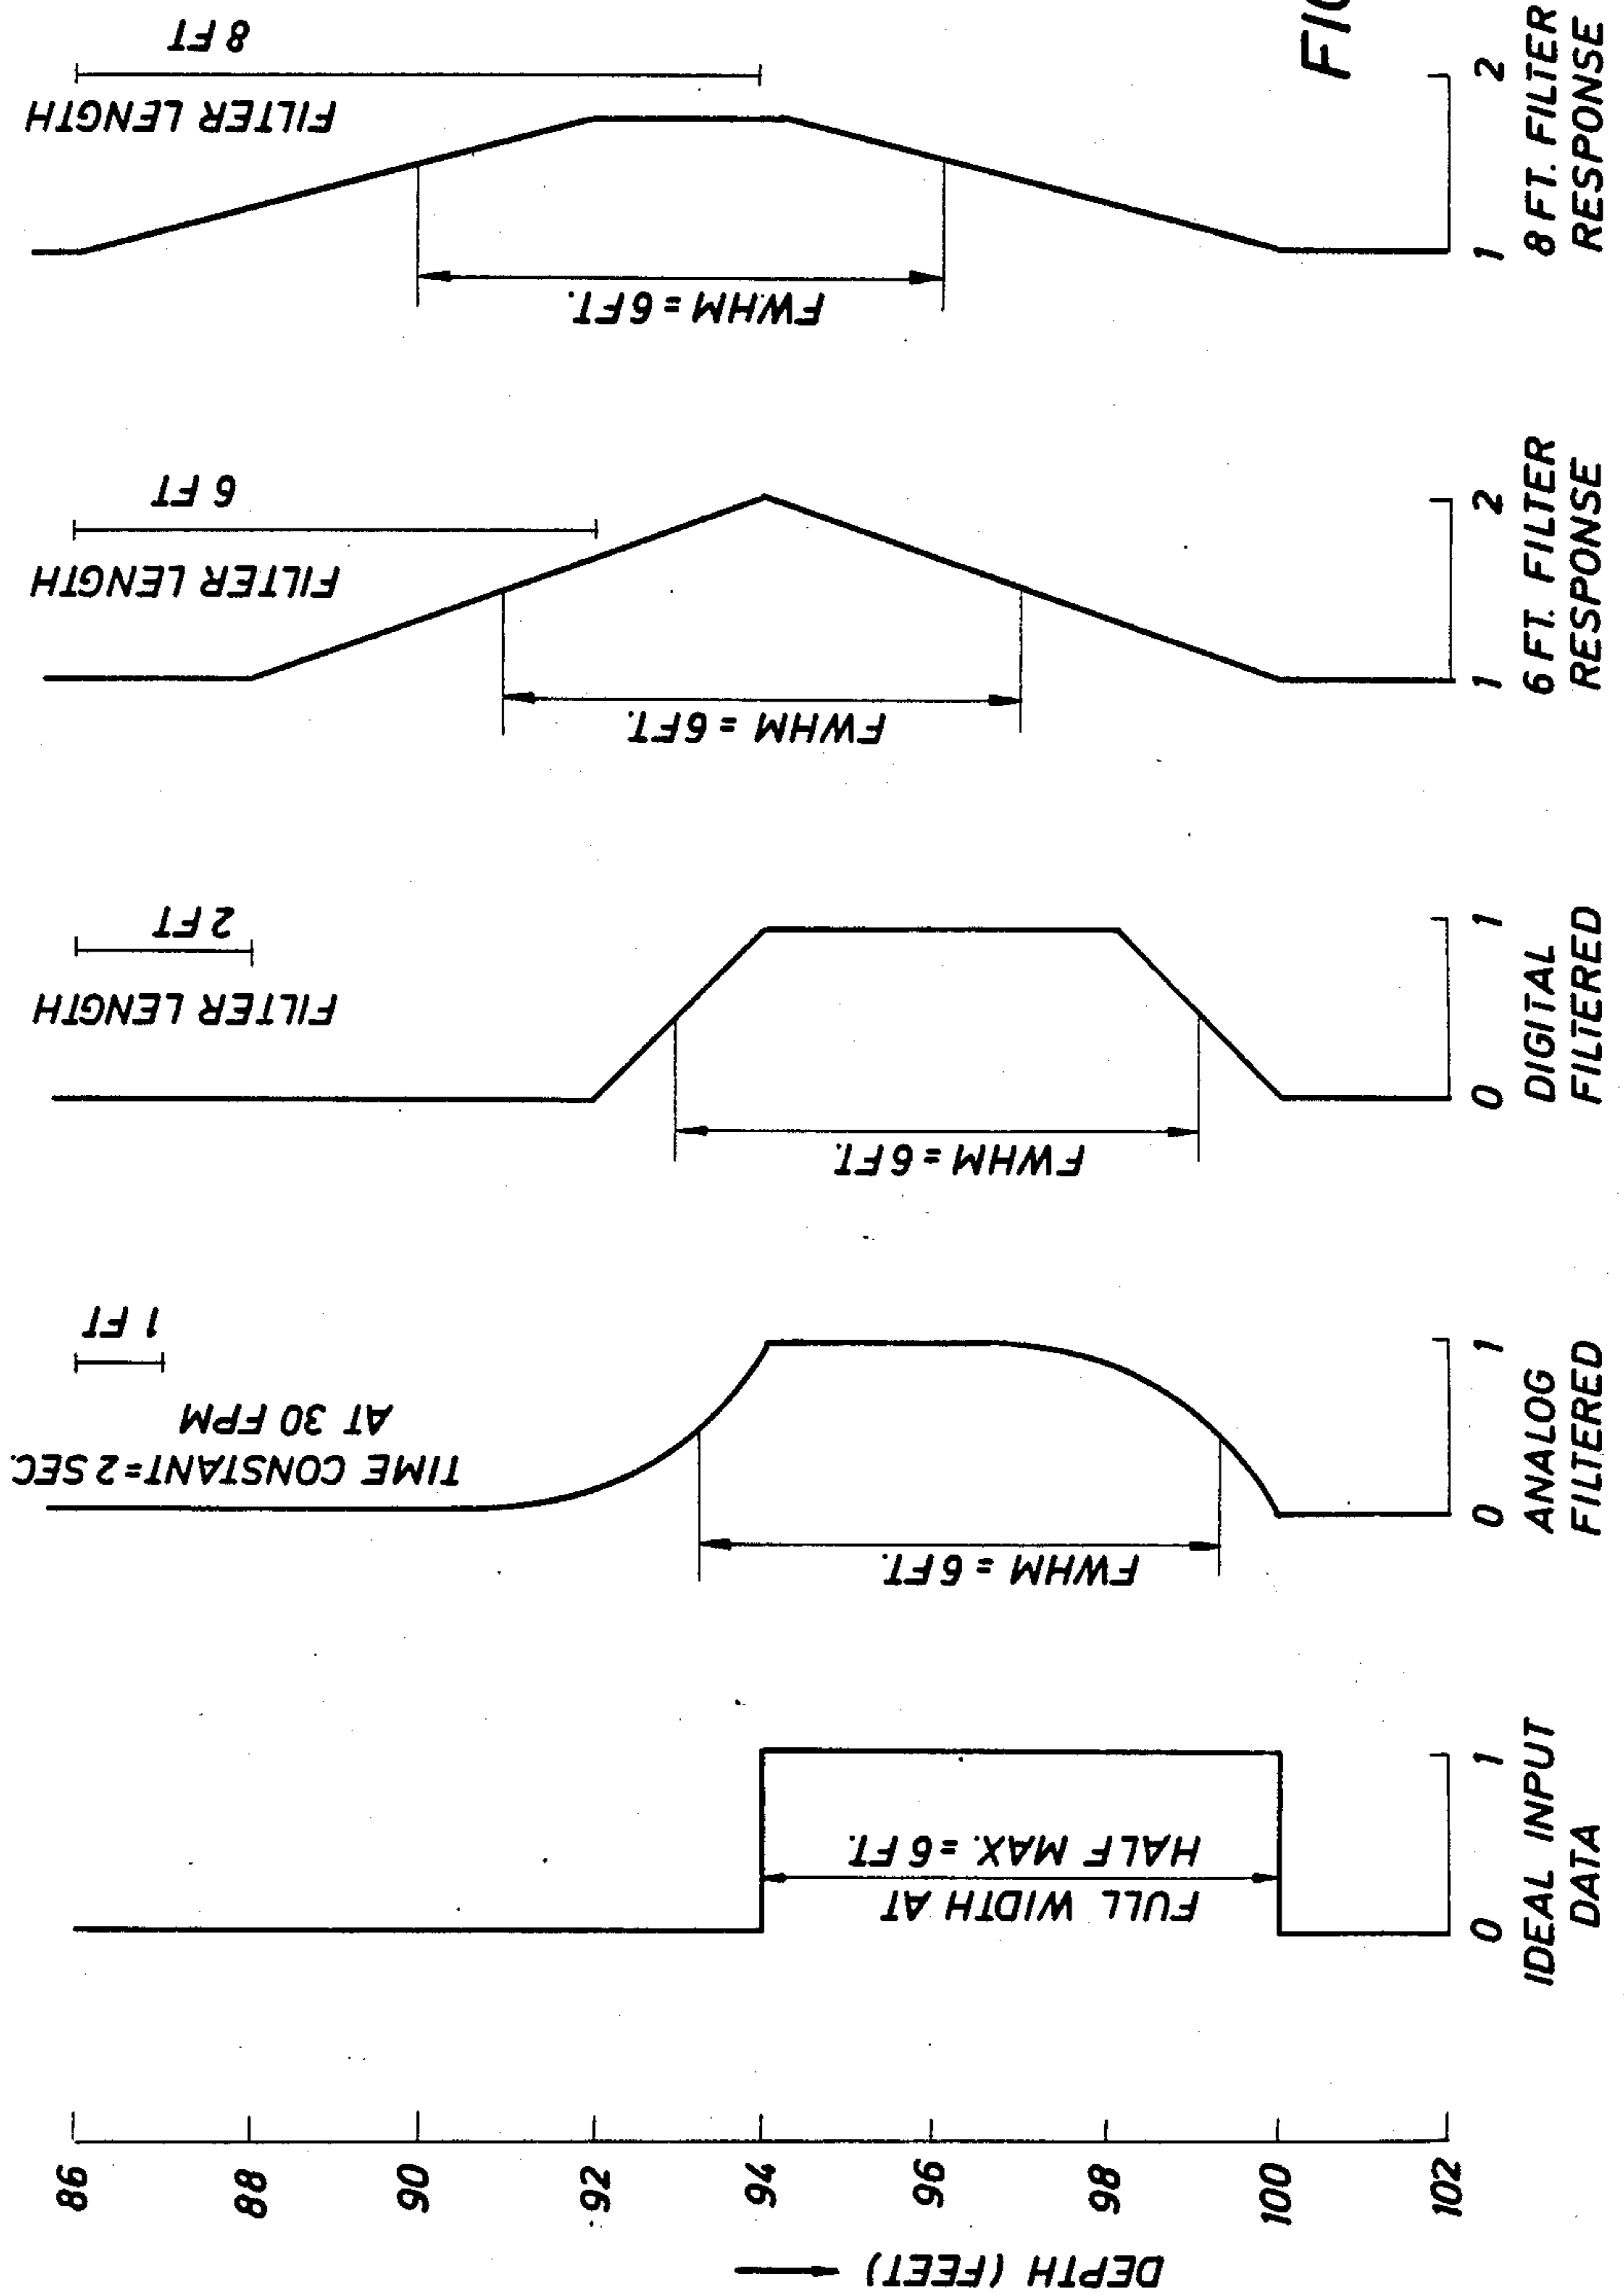 DEPTH (FEET)
86
88
90
92
94
96
98
100
102
FULL WIDTH AT
HALF MAX. = 6 FT.
0
1
IDEAL INPUT
DATA
TIME CONSTANT=2 SEC.
AT 30 FPM
1 FT
FWHM = 6 FT.
0
1
ANALOG
FILTERED
FILTER LENGTH
2 FT
FWHM = 6 FT.
0
1
DIGITAL
FILTERED
FILTER LENGTH
6 FT
FWHM = 6 FT.
1
2
6 FT. FILTER
RESPONSE
FILTER LENGTH
8 FT
FWHM = 6 FT.
1
2
8 FT. FILTER
RESPONSE